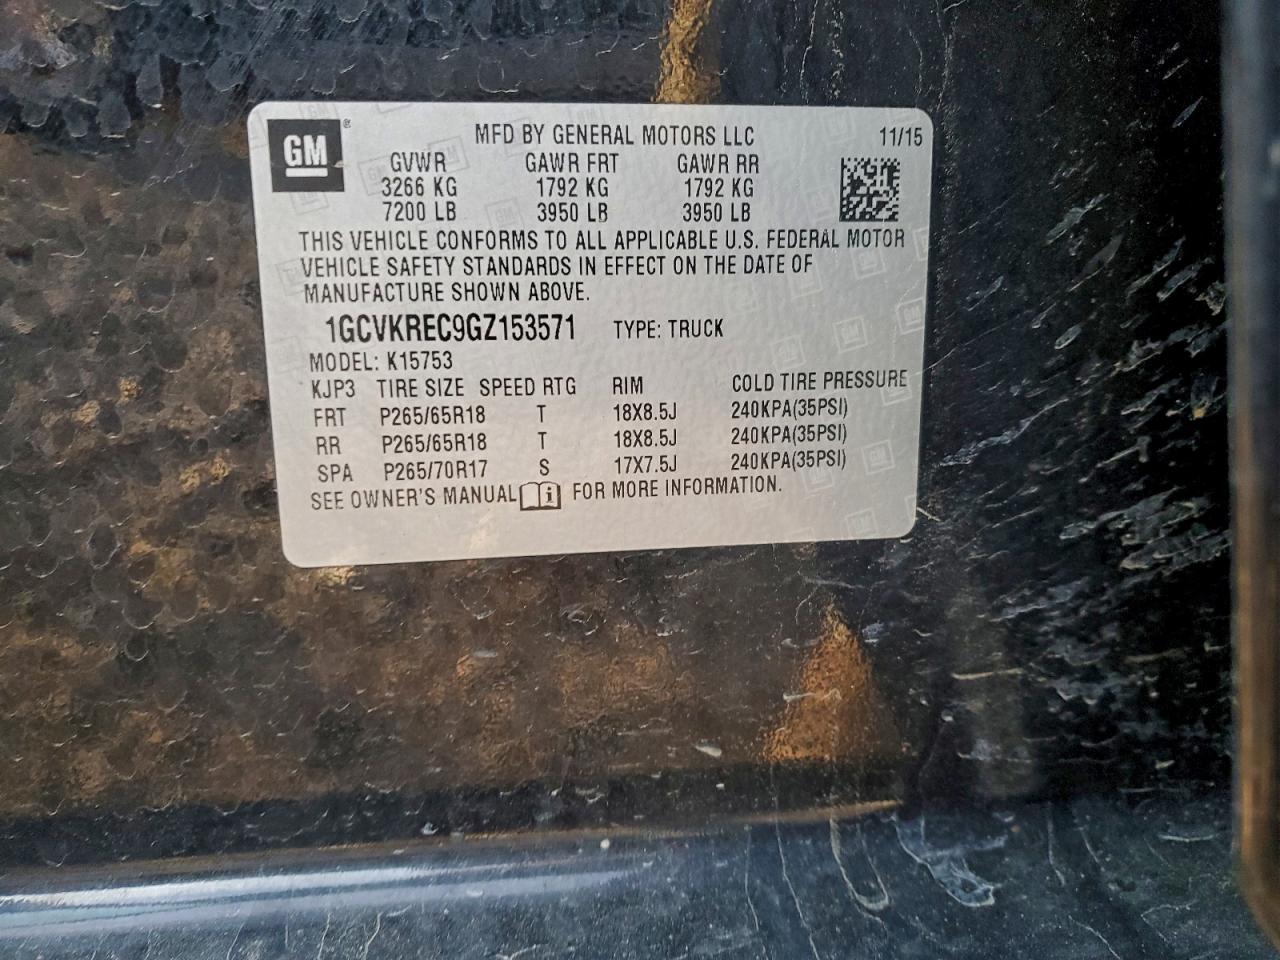 GM® MFD BY GENERAL MOTORS LLC 11/15
GVWR GAWR FRT GAWR RR
3266 KG 1792 KG 1792 KG
7200 LB 3950 LB 3950 LB
THIS VEHICLE CONFORMS TO ALL APPLICABLE U.S. FEDERAL MOTOR
VEHICLE SAFETY STANDARDS IN EFFECT ON THE DATE OF
MANUFACTURE SHOWN ABOVE.
1GCVKREC9GZ153571 TYPE: TRUCK
MODEL: K15753
KJP3 TIRE SIZE SPEED RTG RIM COLD TIRE PRESSURE
FRT P265/65R18 T 18X8.5J 240KPA(35PSI)
RR P265/65R18 T 18X8.5J 240KPA(35PSI)
SPA P265/70R17 S 17X7.5J 240KPA(35PSI)
SEE OWNER'S MANUAL FOR MORE INFORMATION.